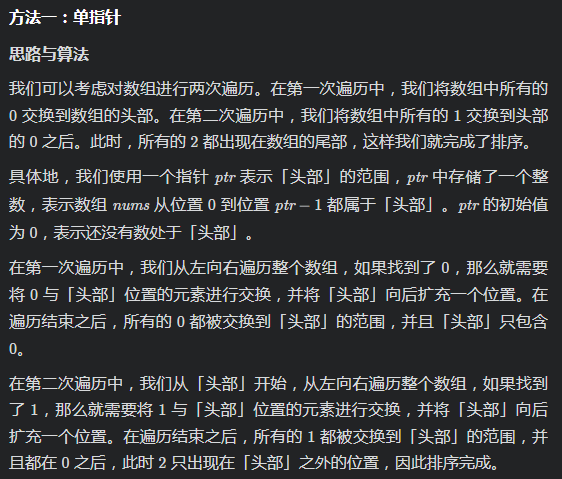 方法一：单指针
思路与算法
我们可以考虑对数组进行两次遍历。在第一次遍历中，我们将数组中所有的
0 交换到数组的头部。在第二次遍历中，我们将数组中所有的 1 交换到头部
的 0 之后。此时，所有的 2 都出现在数组的尾部，这样我们就完成了排序。
具体地，我们使用一个指针 ptr 表示「头部」的范围，ptr 中存储了一个整
数，表示数组 nums 从位置 0 到位置 ptr − 1 都属于「头部」。ptr 的初始值
为 0，表示还没有数处于「头部」。
在第一次遍历中，我们从左向右遍历整个数组，如果找到了 0，那么就需要
将 0 与「头部」位置的元素进行交换，并将「头部」向后扩充一个位置。在
遍历结束之后，所有的 0 都被交换到「头部」的范围，并且「头部」只包含
0。
在第二次遍历中，我们从「头部」开始，从左向右遍历整个数组，如果找到
了 1，那么就需要将 1 与「头部」位置的元素进行交换，并将「头部」向后
扩充一个位置。在遍历结束之后，所有的 1 都被交换到「头部」的范围，并
且都在 0 之后，此时 2 只出现在「头部」之外的位置，因此排序完成。